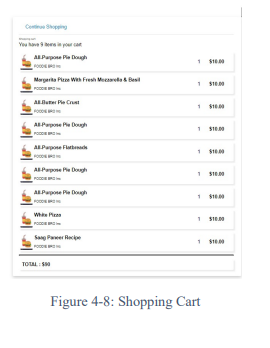 Continue Shopping
Shopping cart
You have 9 items in your cart
All-Purpose Pie Dough 1 $10.00
FOODIE BRO Inc
Margarita Pizza With Fresh Mozzarella & Basil 1 $10.00
FOODIE BRO Inc
All-Butter Pie Crust 1 $10.00
FOODIE BRO Inc
All-Purpose Pie Dough 1 $10.00
FOODIE BRO Inc
All-Purpose Flatbreads 1 $10.00
FOODIE BRO Inc
All-Purpose Pie Dough 1 $10.00
FOODIE BRO Inc
All-Purpose Pie Dough 1 $10.00
FOODIE BRO Inc
White Pizza 1 $10.00
FOODIE BRO Inc
Saag Paneer Recipe 1 $10.00
FOODIE BRO Inc
TOTAL : $90
Figure 4-8: Shopping Cart